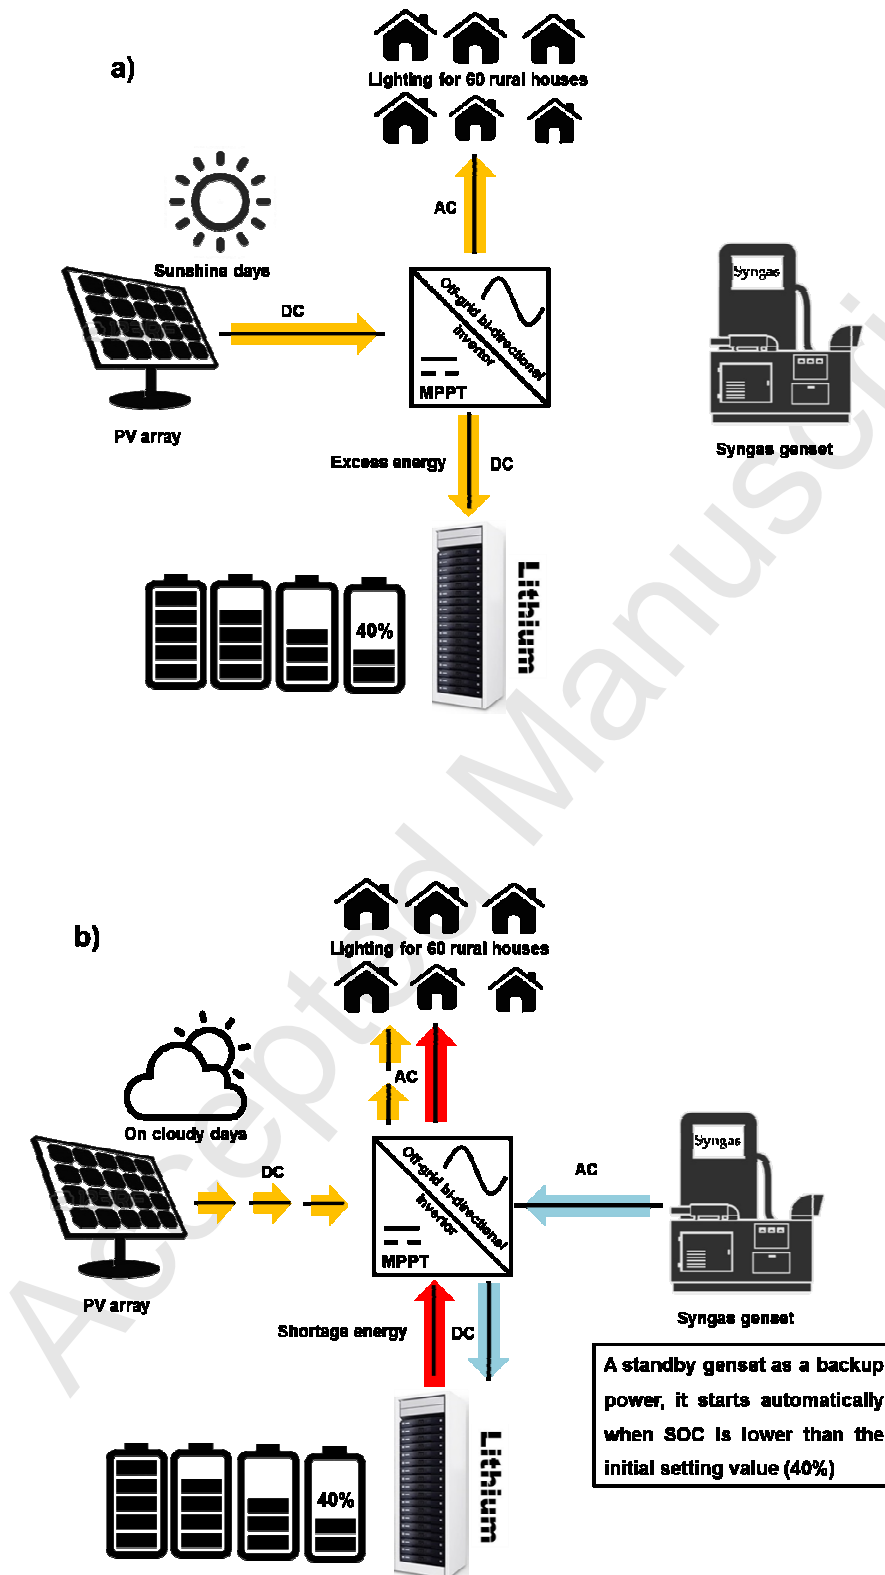 a)
Lighting for 60 rural houses
AC
Sunshine days
Syngas
DC
Off-grid bi-directional
invertor
MPPT
PV array
Syngas genset
Excess energy
DC
Lithium
40%
b)
Lighting for 60 rural houses
AC
On cloudy days
Syngas
DC
AC
Off-grid bi-directional
invertor
MPPT
PV array
Syngas genset
Shortage energy
DC
A standby genset as a backup
power, it starts automatically
when SOC is lower than the
initial setting value (40%)
Lithium
40%
Accepted Manuscri